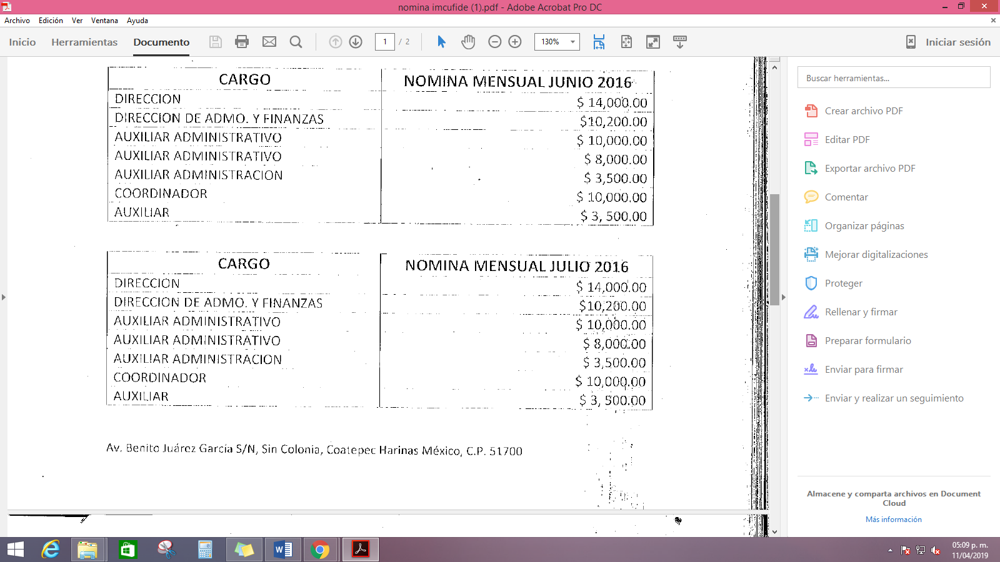 nomina imcufide (1).pdf - Adobe Acrobat Pro DC
Archivo Edición Ver Ventana Ayuda
Inicio Herramientas Documento 1 / 2 130% Iniciar sesión
CARGO NOMINA MENSUAL JUNIO 2016
DIRECCION $ 14,000.00
DIRECCION DE ADMO. Y FINANZAS $10,200.00
AUXILIAR ADMINISTRATIVO $ 10,000.00
AUXILIAR ADMINISTRATIVO $ 8,000.00
AUXILIAR ADMINISTRACION $ 3,500.00
COORDINADOR $ 10,000.00
AUXILIAR $ 3, 500.00
CARGO NOMINA MENSUAL JULIO 2016
DIRECCION $ 14,000.00
DIRECCION DE ADMO. Y FINANZAS $10,200.00
AUXILIAR ADMINISTRATIVO $ 10,000.00
AUXILIAR ADMINISTRATIVO $ 8,000.00
AUXILIAR ADMINISTRACION $ 3,500.00
COORDINADOR $ 10,000.00
AUXILIAR $ 3, 500.00
Av. Benito Juárez García S/N, Sin Colonia, Coatepec Harinas México, C.P. 51700
Buscar herramientas...
Crear archivo PDF
Editar PDF
Exportar archivo PDF
Comentar
Organizar páginas
Mejorar digitalizaciones
Proteger
Rellenar y firmar
Preparar formulario
Enviar para firmar
Enviar y realizar un seguimiento
Almacene y comparta archivos en Document
Cloud
Más información
05:09 p. m.
11/04/2019